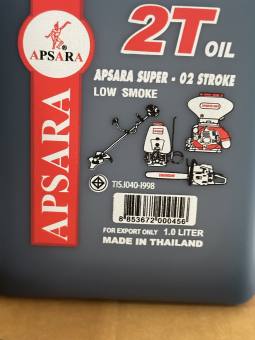 APSARA
2T OIL
APSARA SUPER - 02 STROKE
LOW SMOKE
APSARA
TIS.1040-1998
8 853672 000456
FOR EXPORT ONLY 1.0 LITER
MADE IN THAILAND